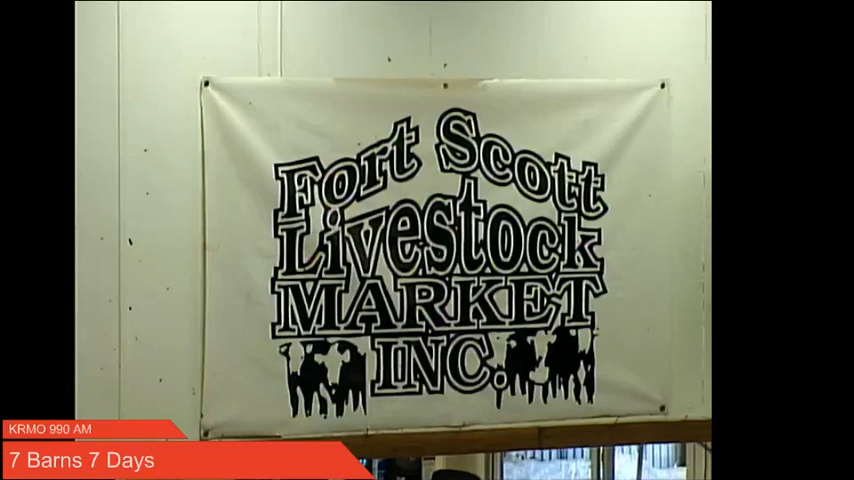 Fort Scott
Livestock
MARKET
INC.
KRMO 990 AM
7 Barns 7 Days